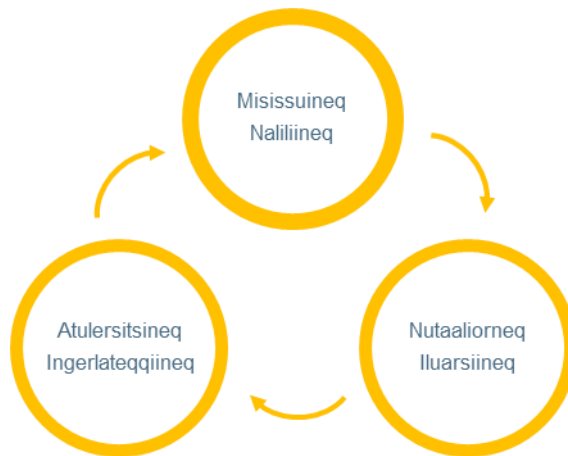 Misissuineq
Naliliineq
Nutaaliorneq
Iluarsiineq
Atulersitsineq
Ingerlateqqiineq